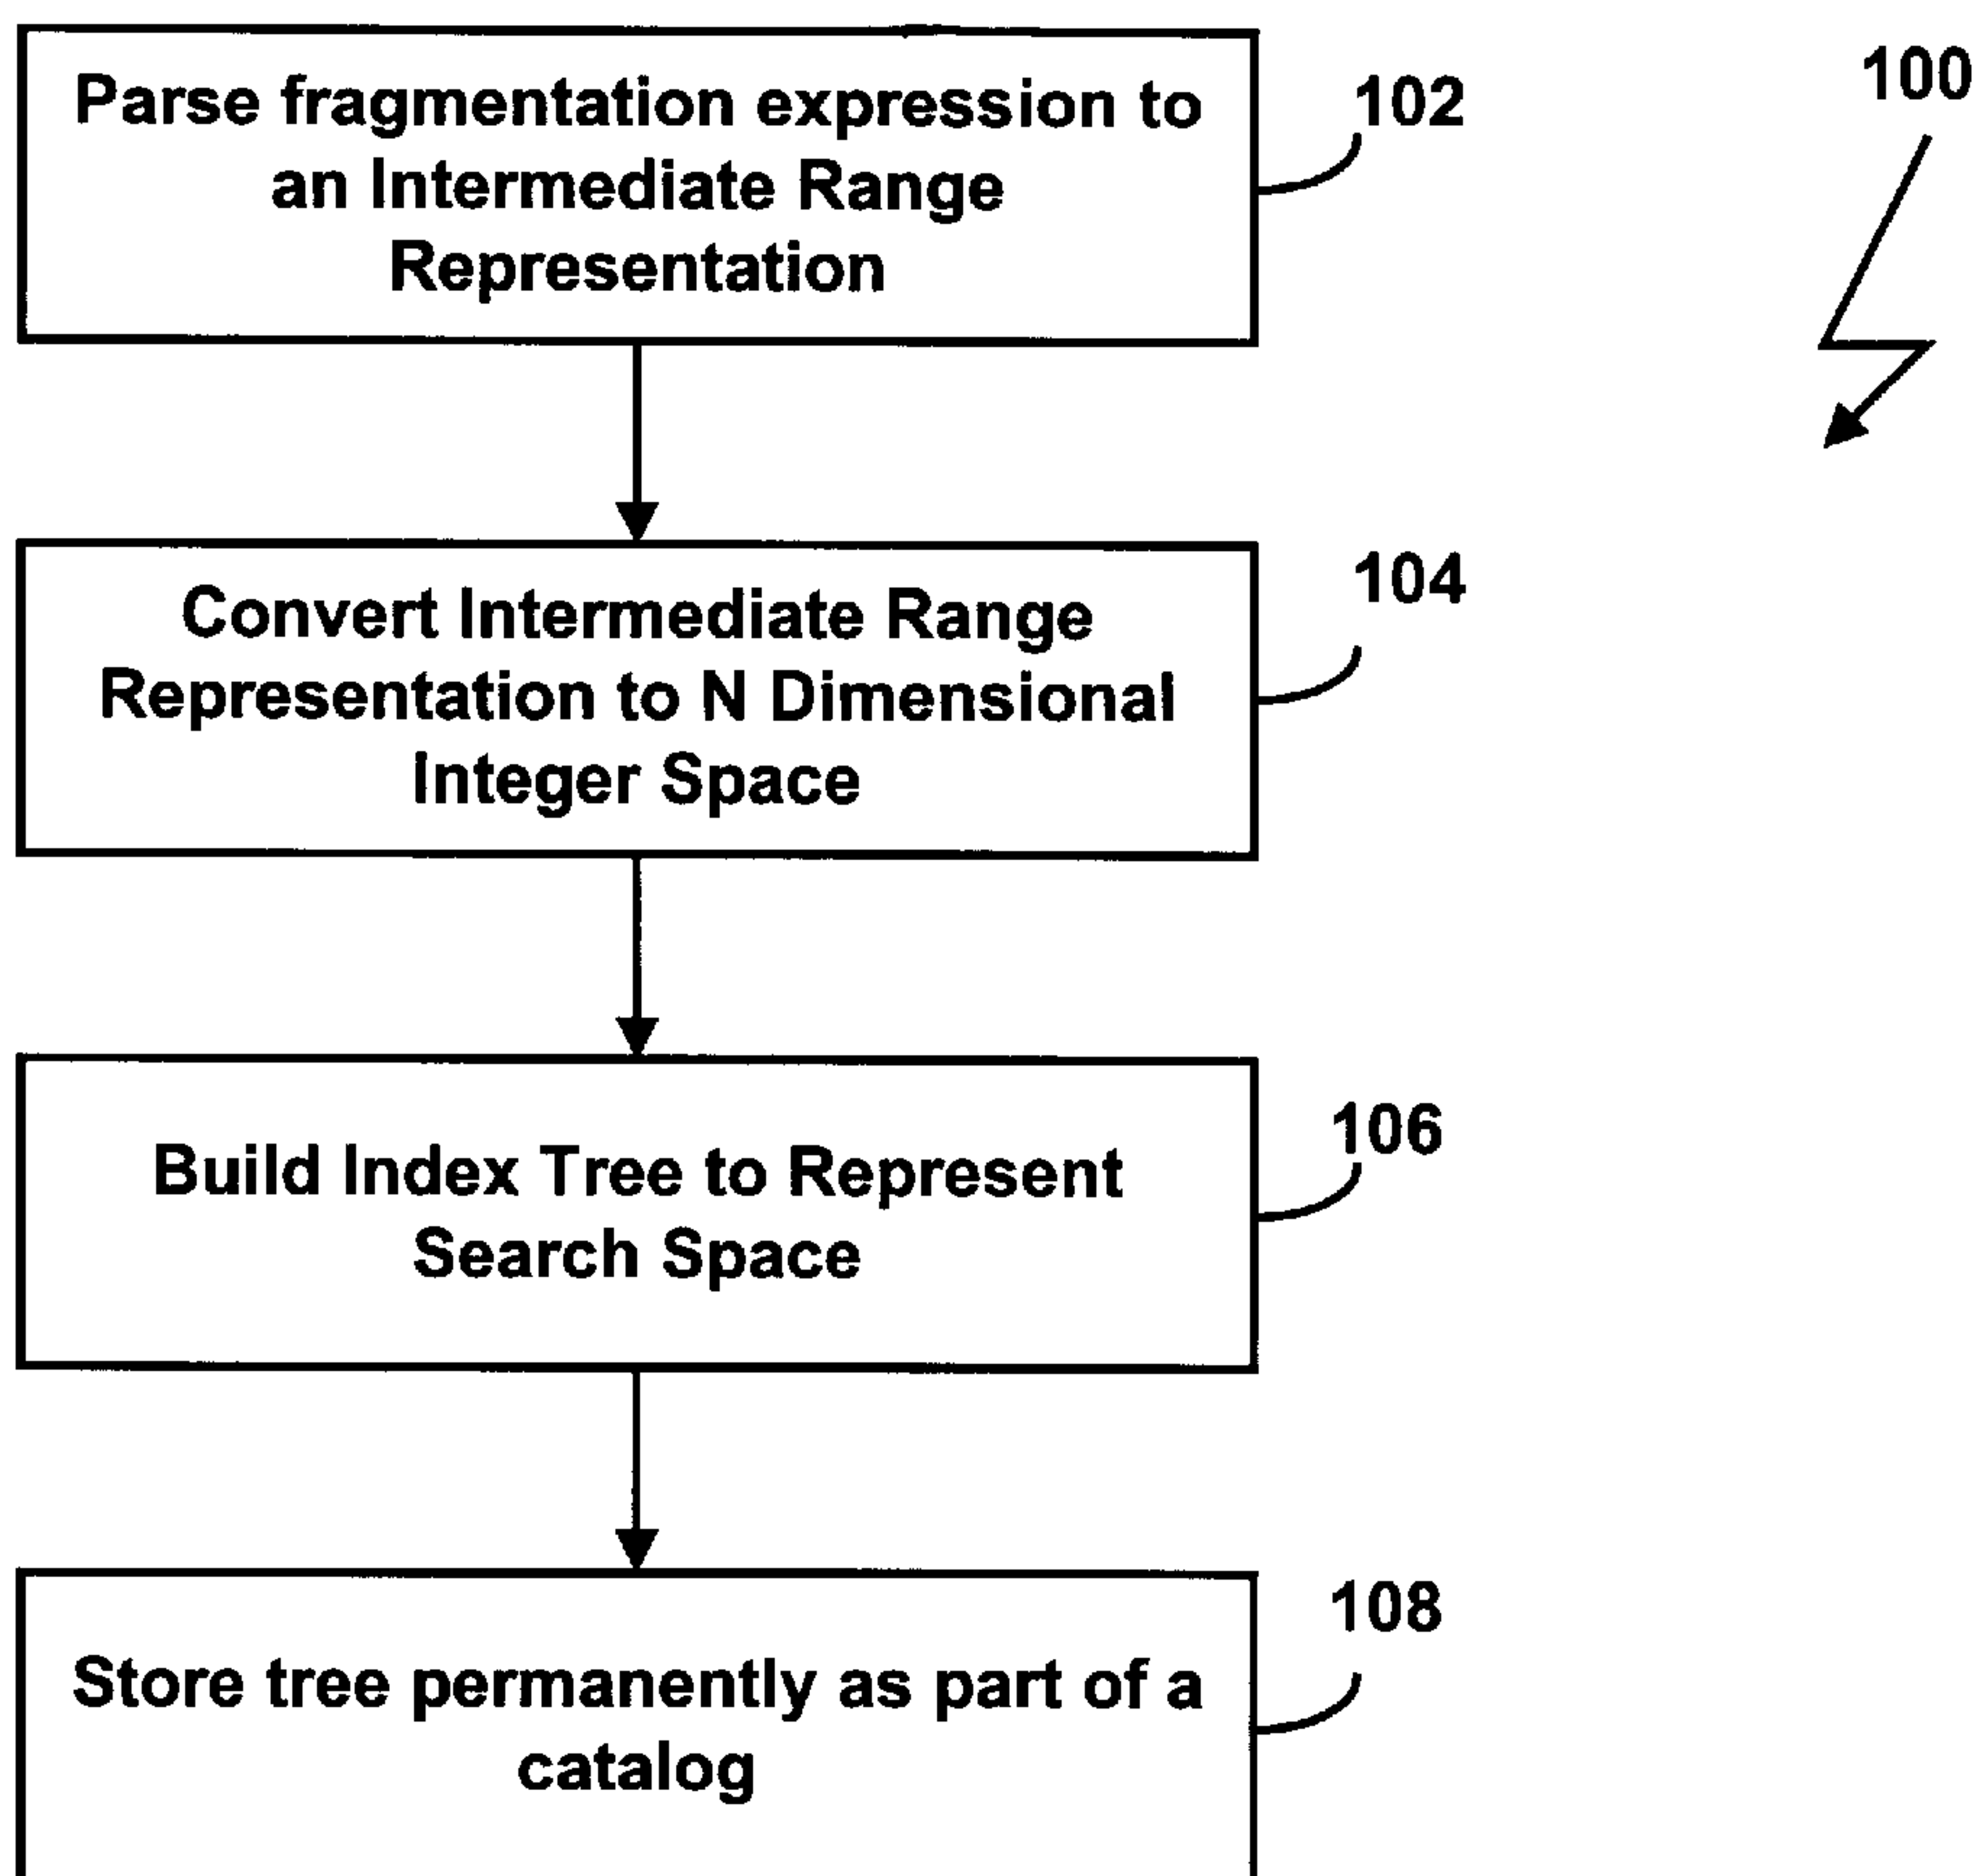 Parse fragmentation expression to
an Intermediate Range
Representation
102
100
Convert Intermediate Range
Representation to N Dimensional
Integer Space
104
Build Index Tree to Represent
Search Space
106
Store tree permanently as part of a
catalog
108